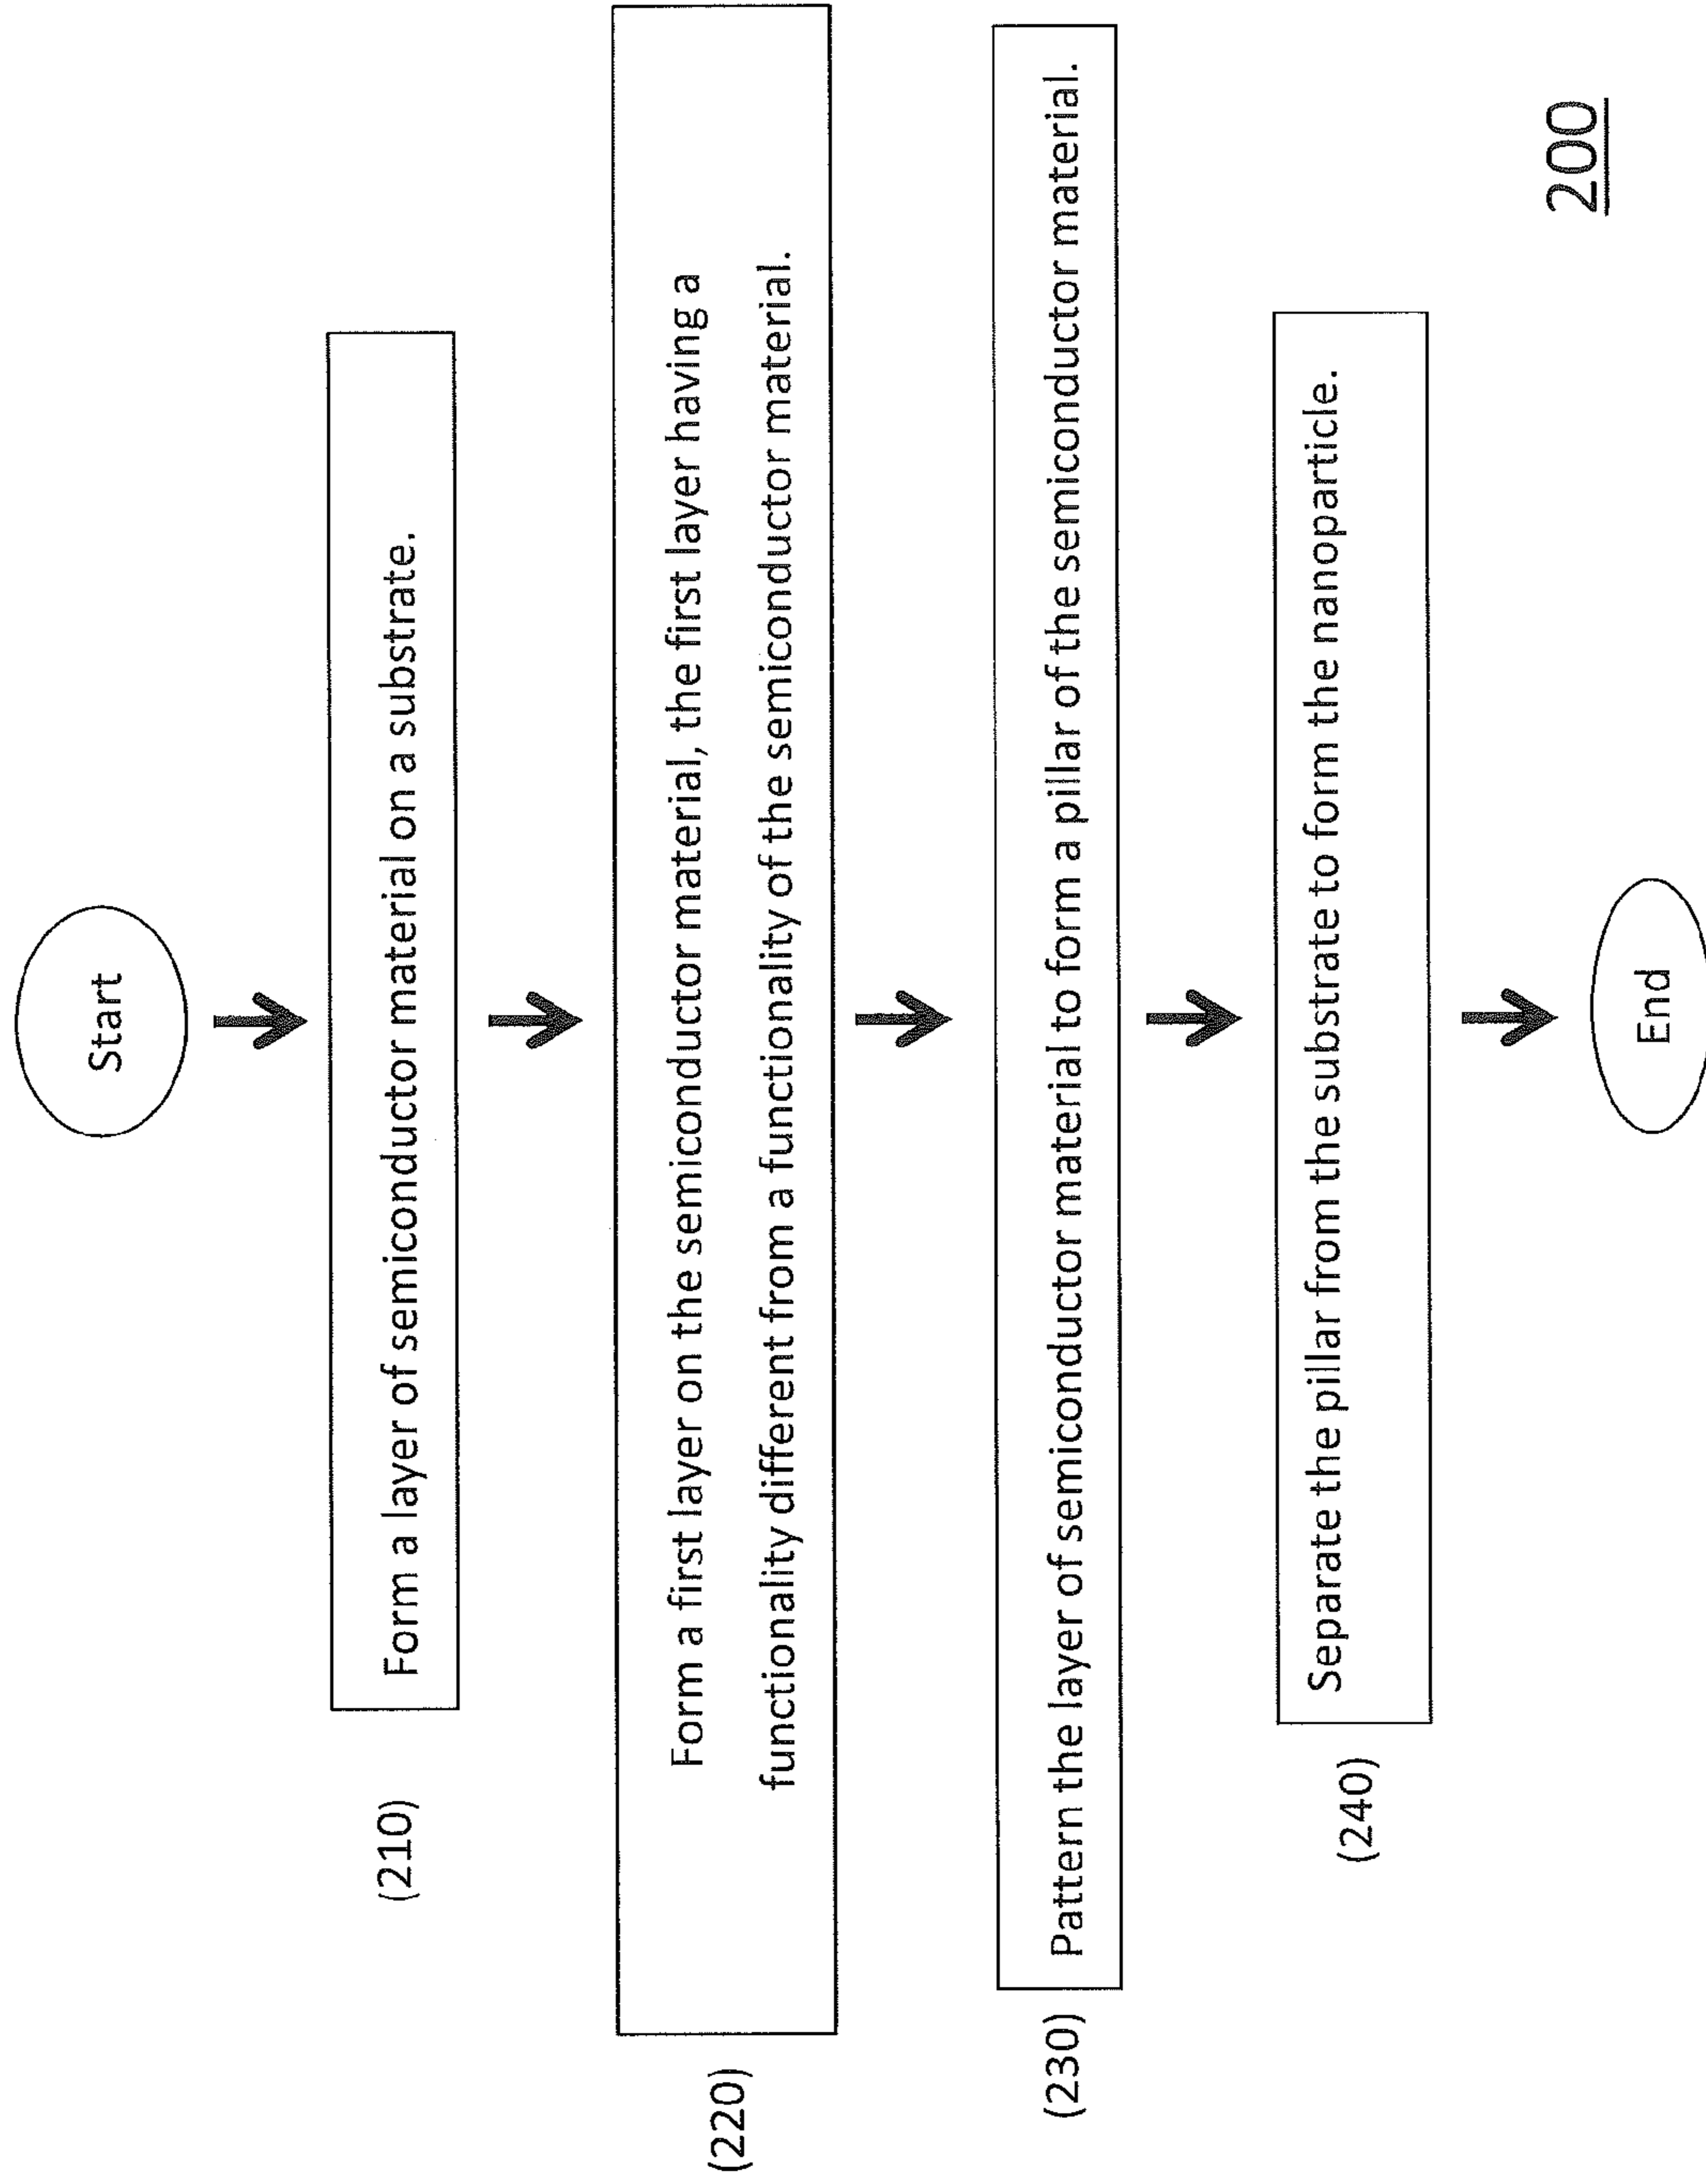 Start
(210)
Form a layer of semiconductor material on a substrate.
(220)
Form a first layer on the semiconductor material, the first layer having a
functionality different from a functionality of the semiconductor material.
(230)
Pattern the layer of semiconductor material to form a pillar of the semiconductor material.
(240)
Separate the pillar from the substrate to form the nanoparticle.
End
200